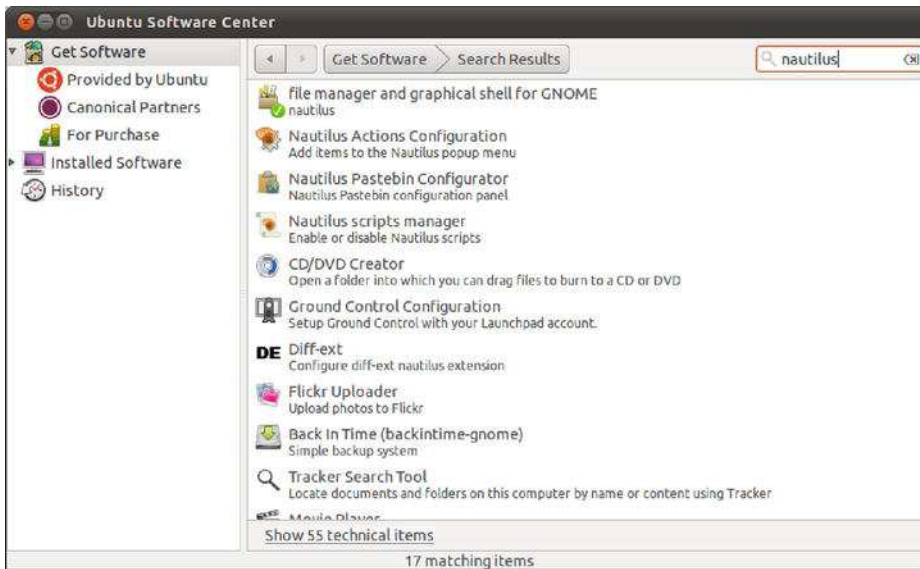 Ubuntu Software Center
Get Software
Provided by Ubuntu
Canonical Partners
For Purchase
Installed Software
History
Get Software
Search Results
nautilus
file manager and graphical shell for GNOME
nautilus
Nautilus Actions Configuration
Add items to the Nautilus popup menu
Nautilus Pastebin Configurator
Nautilus Pastebin configuration panel
Nautilus scripts manager
Enable or disable Nautilus scripts
CD/DVD Creator
Open a folder into which you can drag files to burn to a CD or DVD
Ground Control Configuration
Setup Ground Control with your Launchpad account.
DE Diff-ext
Configure diff-ext nautilus extension
Flickr Uploader
Upload photos to Flickr
Back In Time (backintime-gnome)
Simple backup system
Tracker Search Tool
Locate documents and folders on this computer by name or content using Tracker
Movie Player
Show 55 technical items
17 matching items